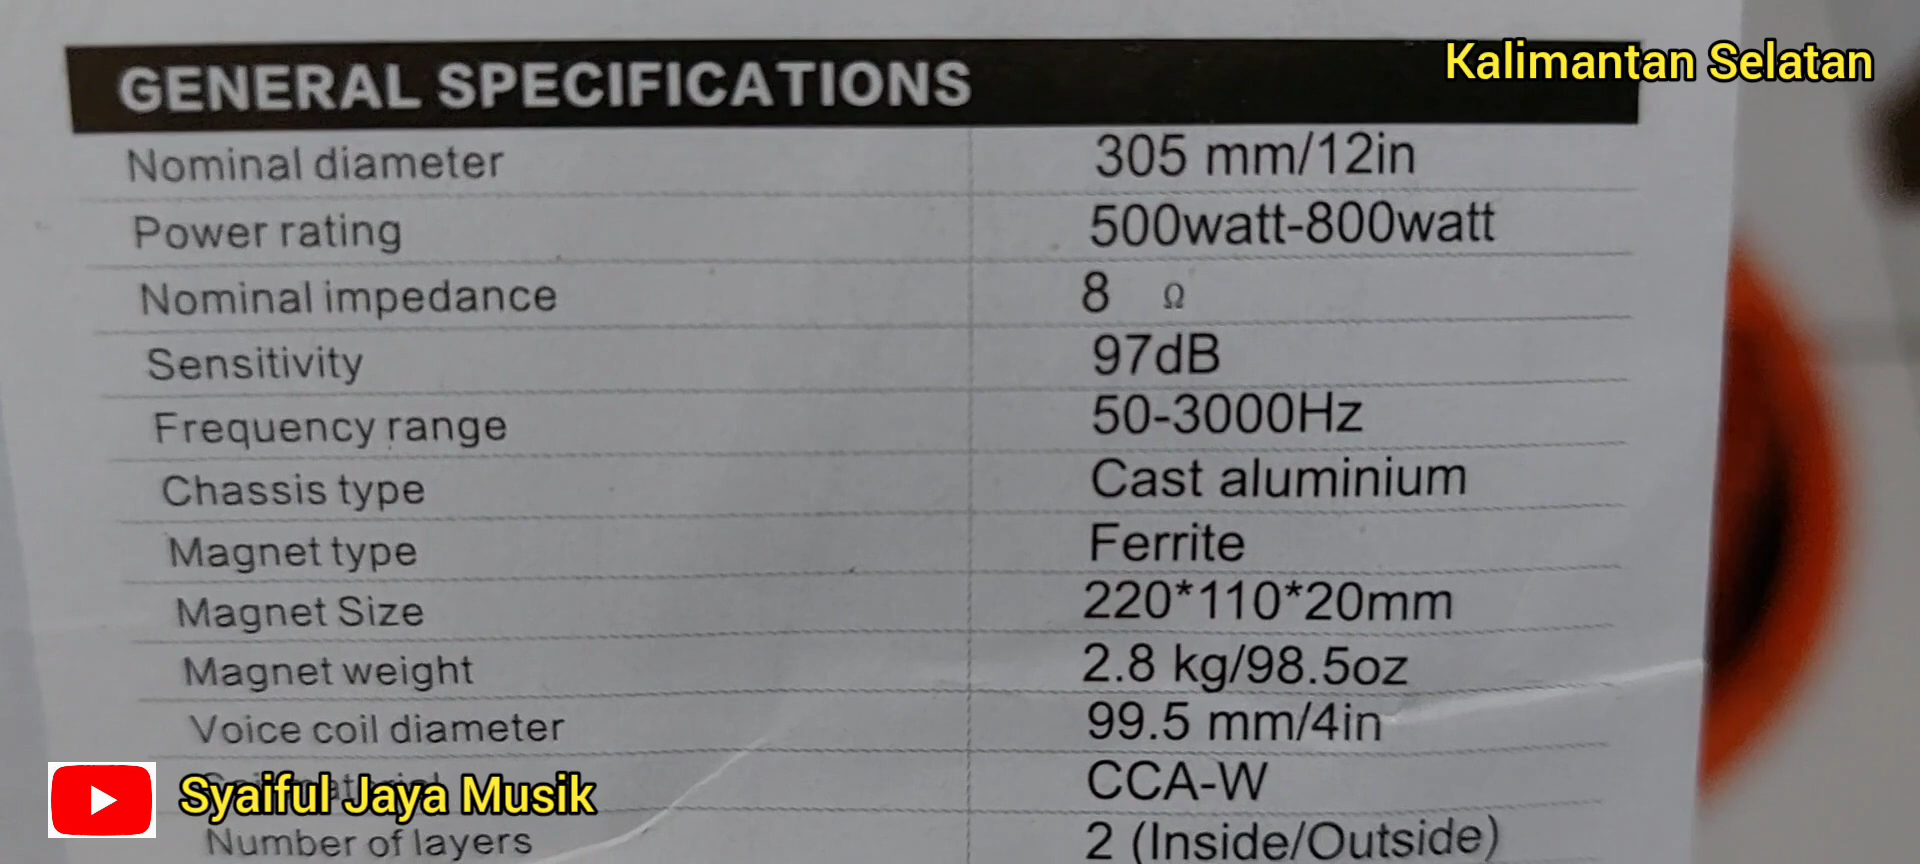 Kalimantan Selatan
GENERAL SPECIFICATIONS
Nominal diameter 305 mm/12in
Power rating 500watt-800watt
Nominal impedance 8 Ω
Sensitivity 97dB
Frequency range 50-3000Hz
Chassis type Cast aluminium
Magnet type Ferrite
Magnet Size 220*110*20mm
Magnet weight 2.8 kg/98.5oz
Voice coil diameter 99.5 mm/4in
CCA-W
Syaiful Jaya Musik
Number of layers 2 (Inside/Outside)